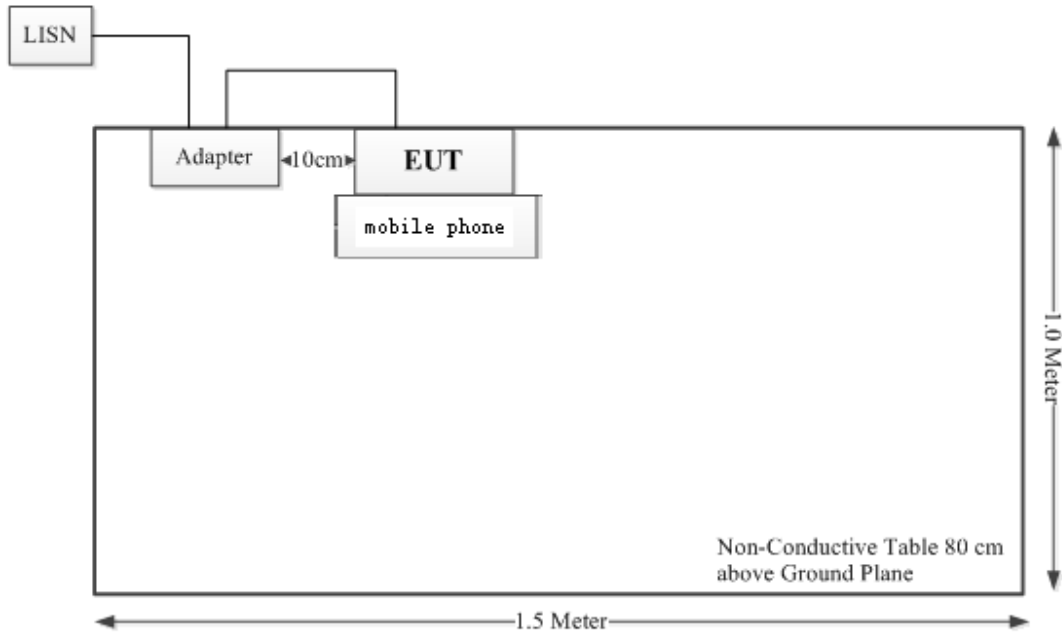 LISN
Adapter
10cm
EUT
mobile phone
1.0 Meter
Non-Conductive Table 80 cm
above Ground Plane
1.5 Meter